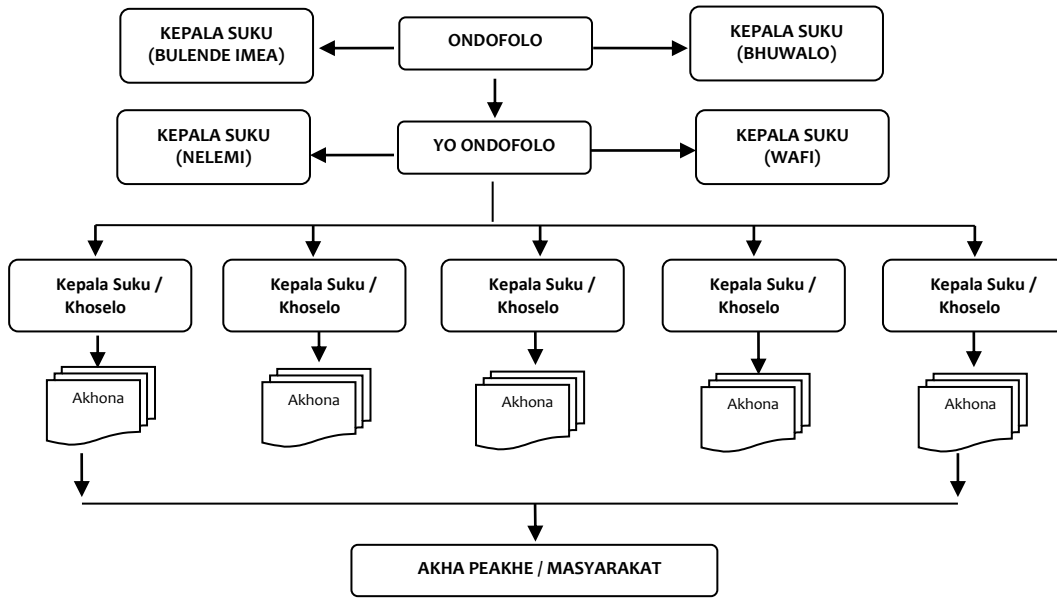 KEPALA SUKU
(BULENDE IMEA)
ONDOFOLO
KEPALA SUKU
(BHUWALO)
KEPALA SUKU
(NELEMI)
YO ONDOFOLO
KEPALA SUKU
(WAFI)
Kepala Suku /
Khoselo
Kepala Suku /
Khoselo
Kepala Suku /
Khoselo
Kepala Suku /
Khoselo
Kepala Suku /
Khoselo
Akhona
Akhona
Akhona
Akhona
Akhona
AKHA PEAKHE / MASYARAKAT